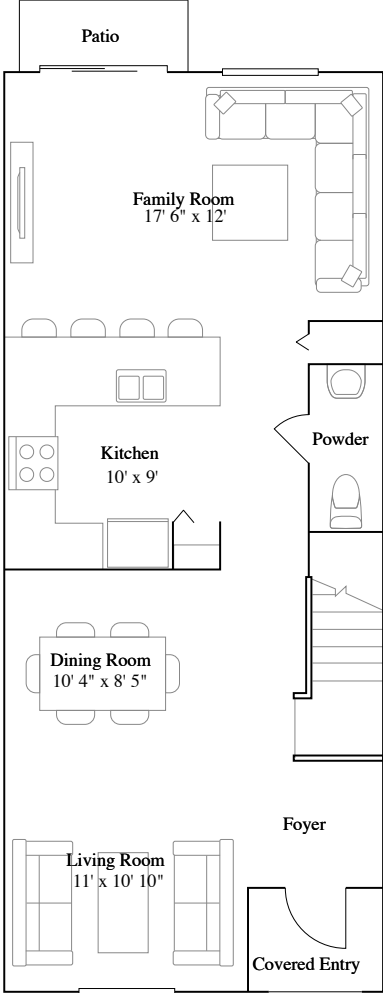 Patio
Family Room
17' 6" x 12'
Powder
Kitchen
10' x 9'
Dining Room
10' 4" x 8' 5"
Foyer
Living Room
11' x 10' 10"
Covered Entry